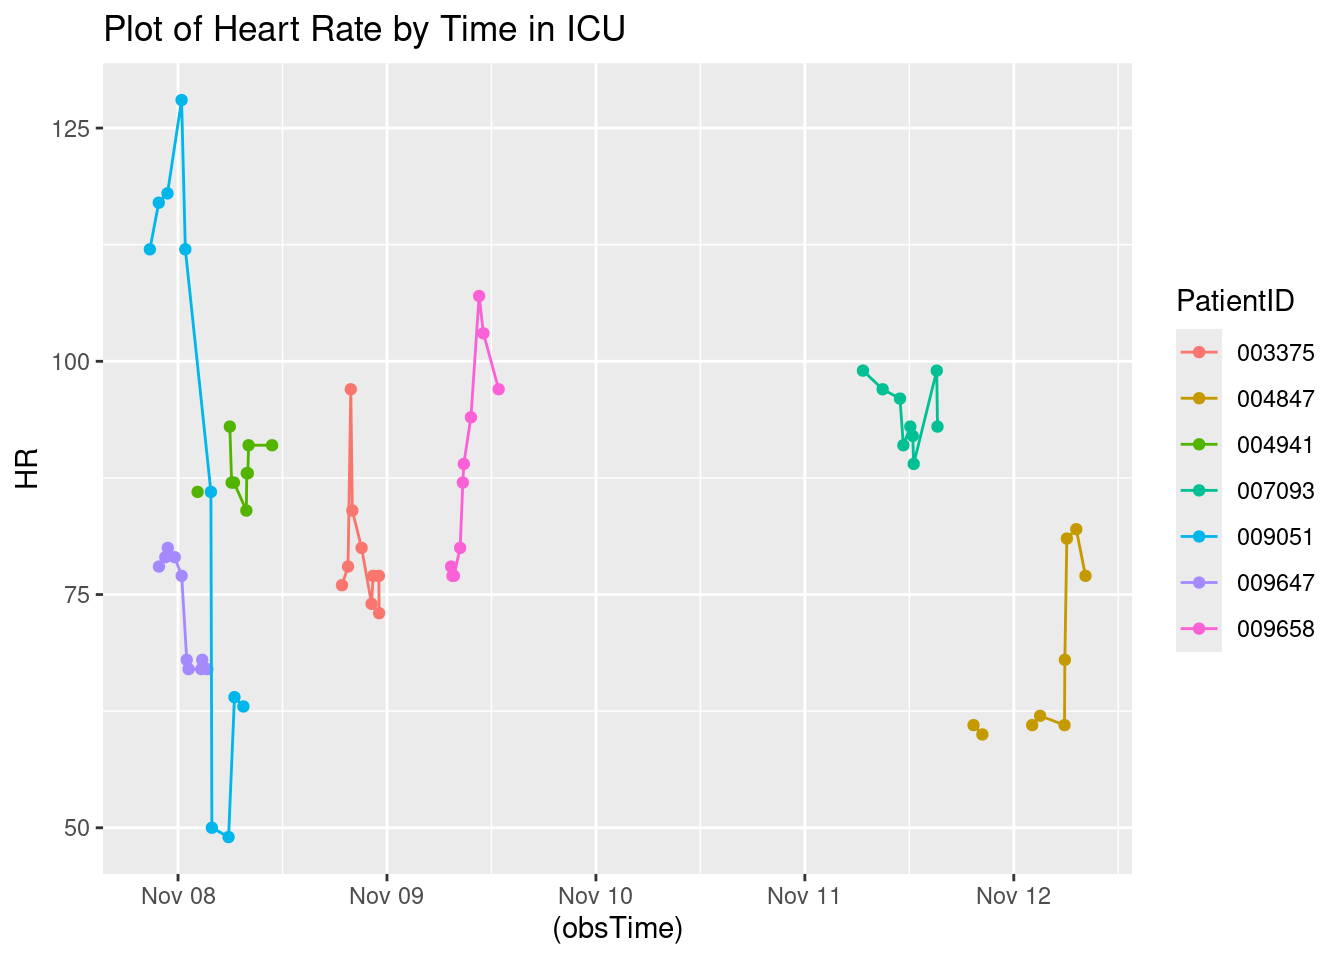 Plot of Heart Rate by Time in ICU
125
100
75
50
HR
Nov 08 Nov 09 Nov 10 Nov 11 Nov 12
(obsTime)
PatientID
003375
004847
004941
007093
009051
009647
009658